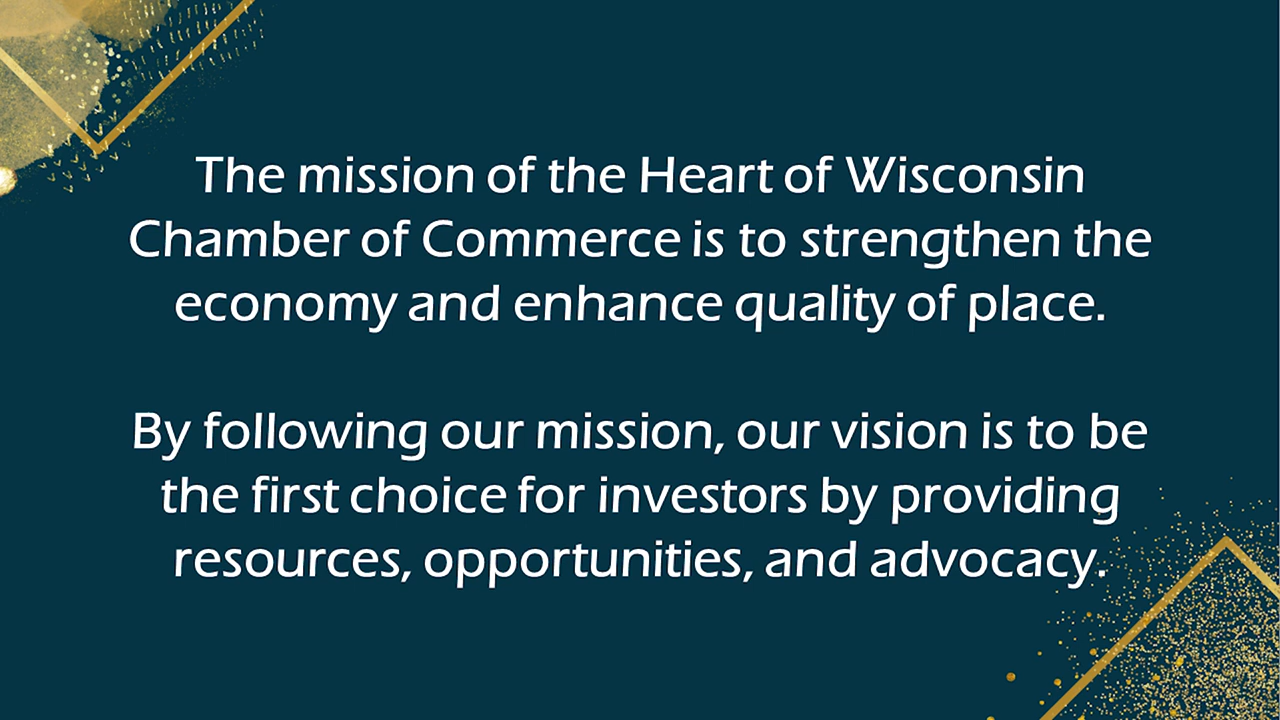 The mission of the Heart of Wisconsin
Chamber of Commerce is to strengthen the
economy and enhance quality of place.
By following our mission, our vision is to be
the first choice for investors by providing
resources, opportunities, and advocacy.